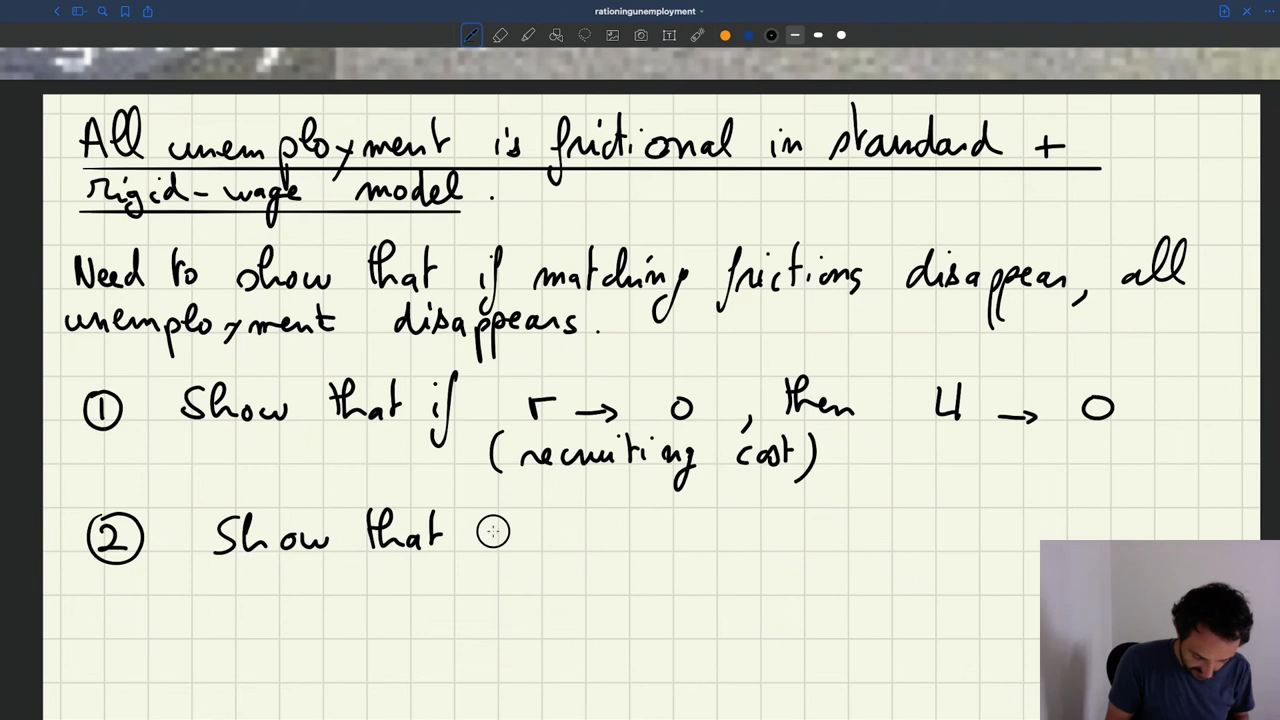 rationingunemployment
All unemployment is frictional in standard +
rigid-wage model.
Need to show that if matching frictions disappear, all
unemployment disappears.
① Show that if r → 0, then u → 0
(recruiting cost)
② Show that